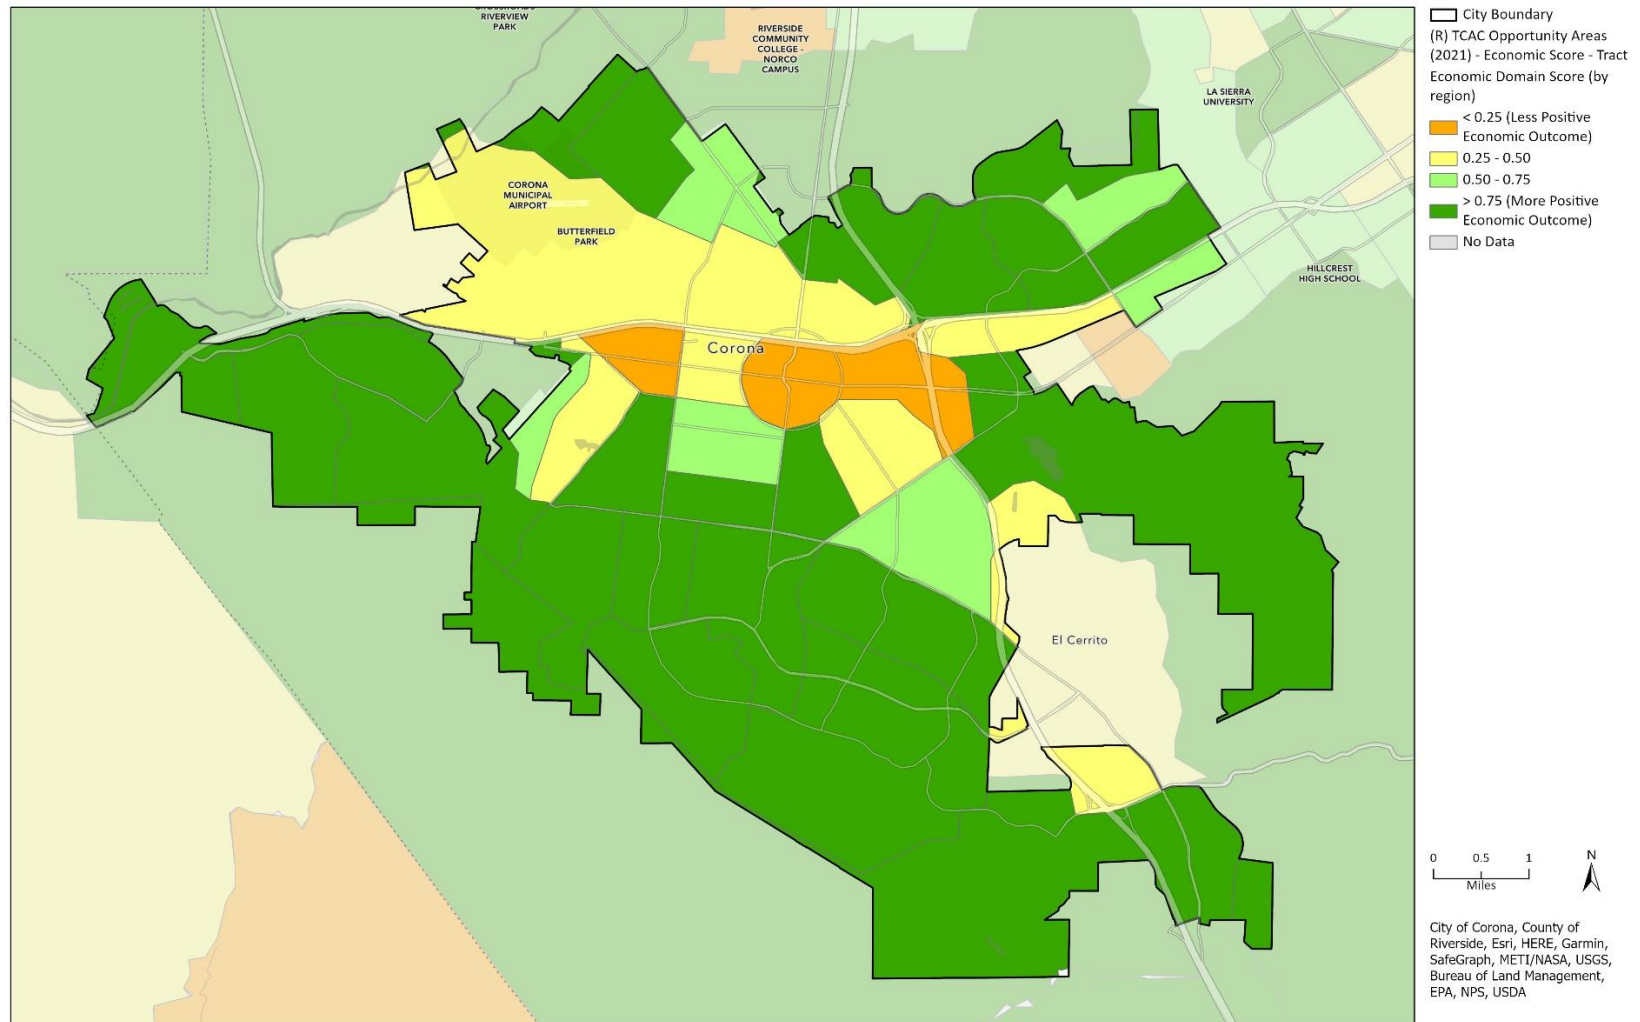 CROSSROADS
RIVERVIEW
PARK
RIVERSIDE
COMMUNITY
COLLEGE -
NORCO
CAMPUS
LA SIERRA
UNIVERSITY
CORONA
MUNICIPAL
AIRPORT
BUTTERFIELD
PARK
HILLCREST
HIGH SCHOOL
Corona
El Cerrito
City Boundary
(R) TCAC Opportunity Areas
(2021) - Economic Score - Tract
Economic Domain Score (by
region)
< 0.25 (Less Positive
Economic Outcome)
0.25 - 0.50
0.50 - 0.75
> 0.75 (More Positive
Economic Outcome)
No Data
0 0.5 1
Miles
N
City of Corona, County of
Riverside, Esri, HERE, Garmin,
SafeGraph, METI/NASA, USGS,
Bureau of Land Management,
EPA, NPS, USDA